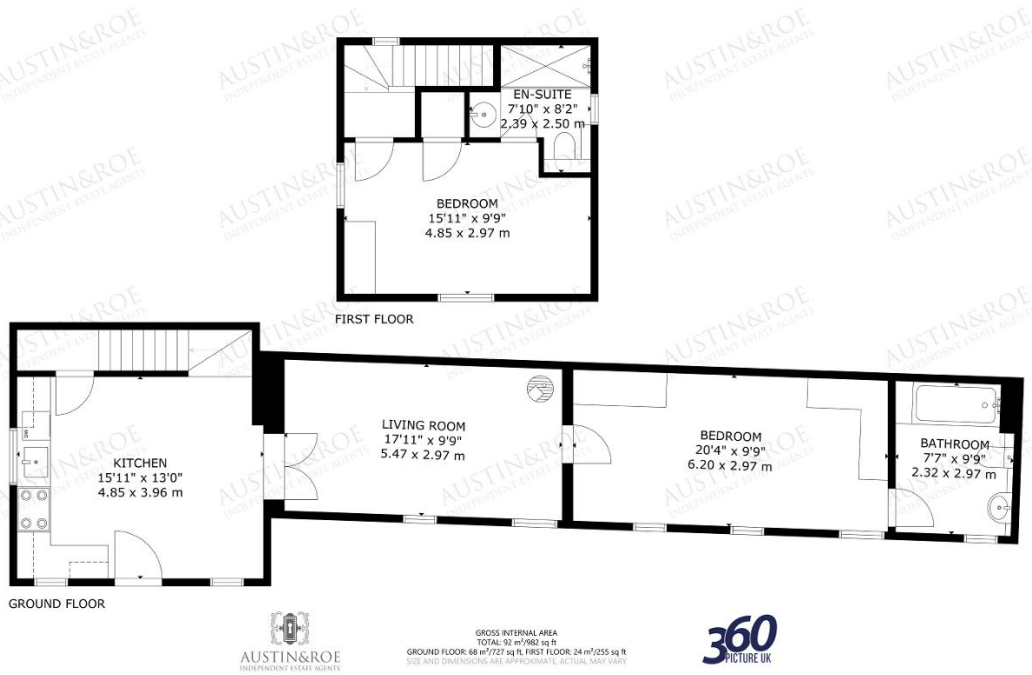 EN-SUITE
7'10" x 8'2"
2.39 x 2.50 m
BEDROOM
15'11" x 9'9"
4.85 x 2.97 m
FIRST FLOOR
KITCHEN
15'11" x 13'0"
4.85 x 3.96 m
LIVING ROOM
17'11" x 9'9"
5.47 x 2.97 m
BEDROOM
20'4" x 9'9"
6.20 x 2.97 m
BATHROOM
7'7" x 9'9"
2.32 x 2.97 m
GROUND FLOOR
AUSTIN&ROE
INDEPENDENT ESTATE AGENTS
GROSS INTERNAL AREA
TOTAL: 92 m²/982 sq ft
GROUND FLOOR: 68 m²/727 sq ft, FIRST FLOOR: 24 m²/255 sq ft
SIZE AND DIMENSIONS ARE APPROXIMATE, ACTUAL MAY VARY
360
PICTURE UK